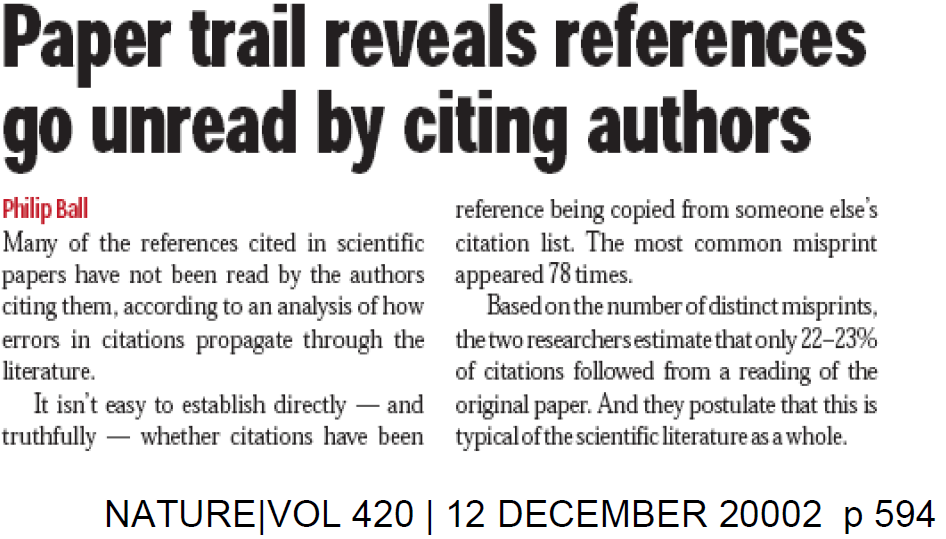 Paper trail reveals references
go unread by citing authors
Philip Ball
Many of the references cited in scientific
papers have not been read by the authors
citing them, according to an analysis of how
errors in citations propagate through the
literature.
It isn't easy to establish directly — and
truthfully — whether citations have been
reference being copied from someone else's
citation list. The most common misprint
appeared 78 times.
Based on the number of distinct misprints,
the two researchers estimate that only 22–23%
of citations followed from a reading of the
original paper. And they postulate that this is
typical of the scientific literature as a whole.
NATURE|VOL 420 | 12 DECEMBER 20002 p 594